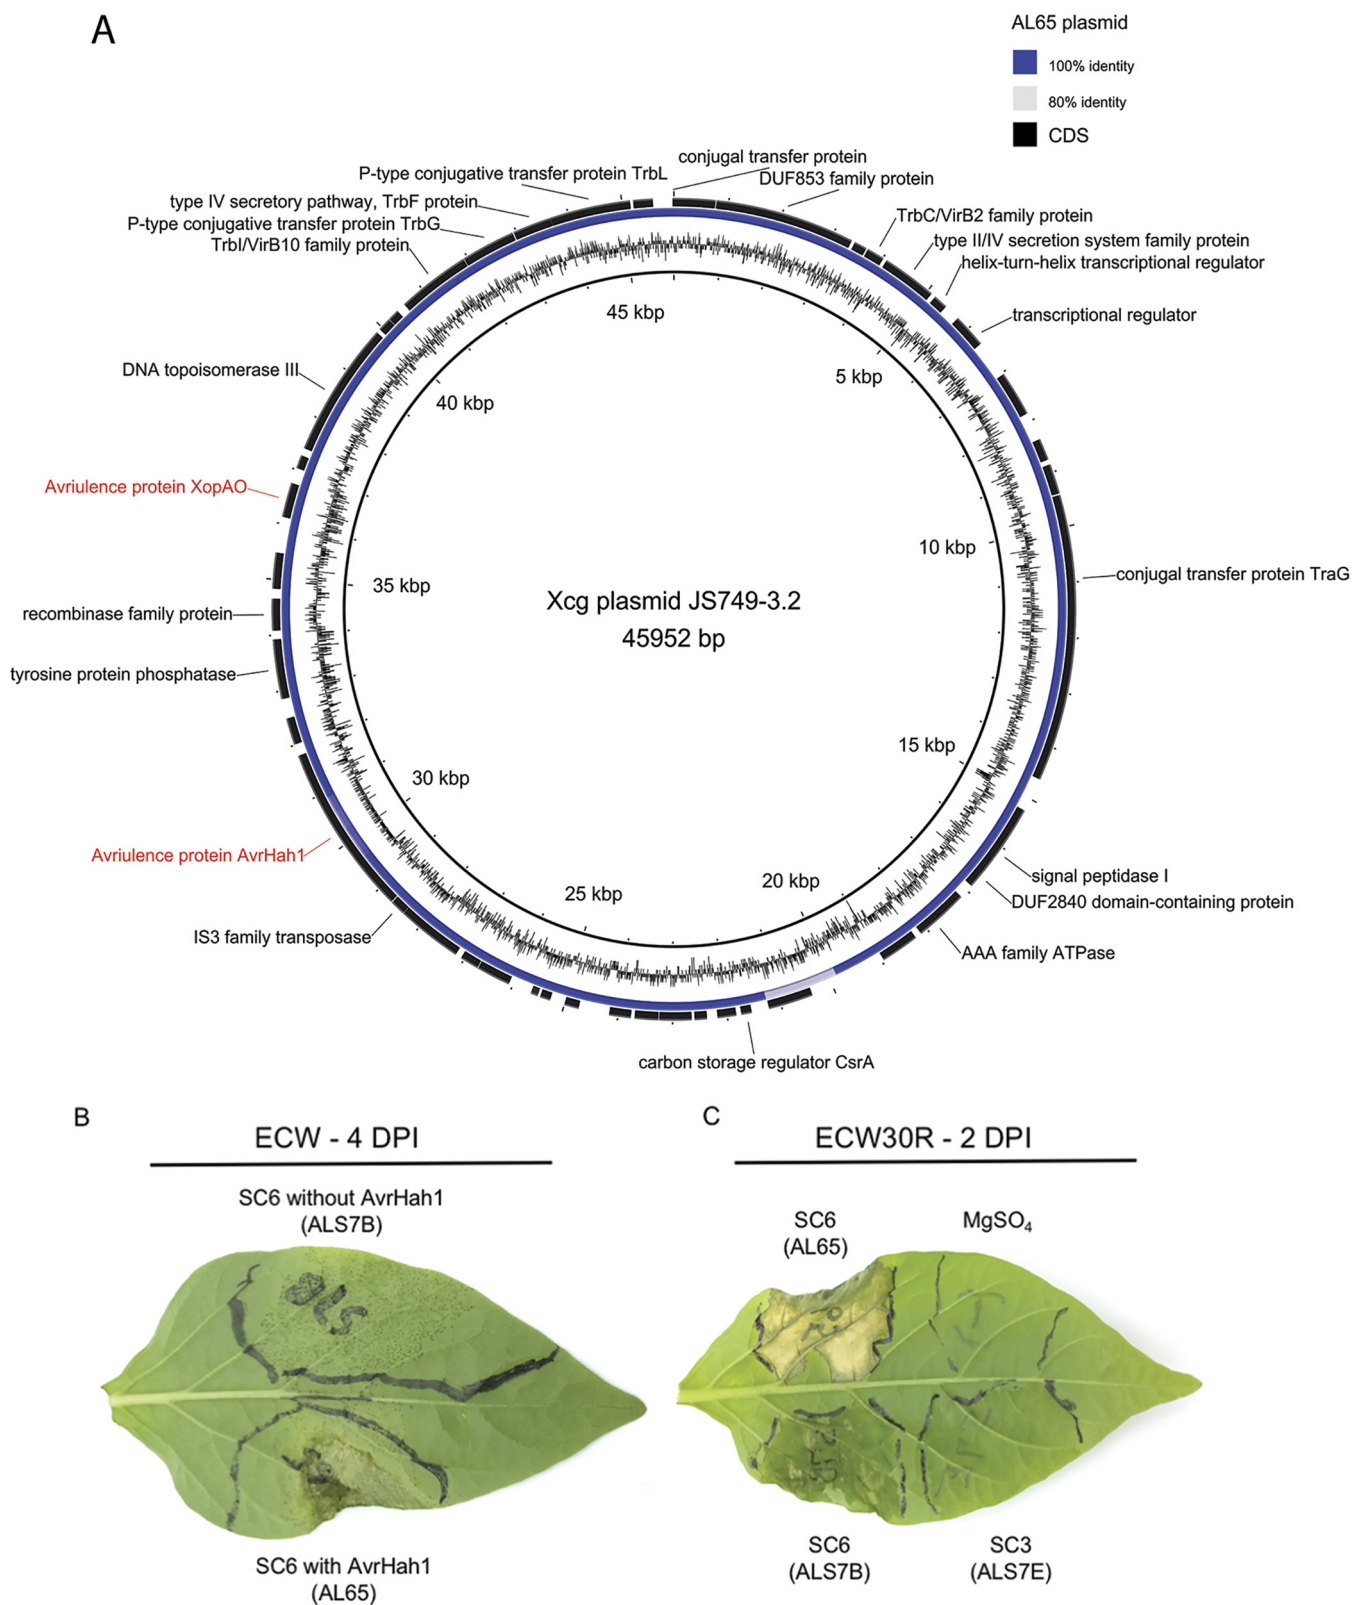 A
AL65 plasmid
100% identity
80% identity
CDS
conjugal transfer protein
P-type conjugative transfer protein TrbL
DUF853 family protein
type IV secretory pathway, TrbF protein
TrbC/VirB2 family protein
P-type conjugative transfer protein TrbG
type II/IV secretion system family protein
TrbI/VirB10 family protein
helix-turn-helix transcriptional regulator
45 kbp
transcriptional regulator
DNA topoisomerase III
5 kbp
40 kbp
Avriulence protein XopAO
10 kbp
conjugal transfer protein TraG
35 kbp
Xcg plasmid JS749-3.2
recombinase family protein
45952 bp
tyrosine protein phosphatase
15 kbp
30 kbp
Avriulence protein AvrHah1
signal peptidase I
20 kbp
25 kbp
DUF2840 domain-containing protein
IS3 family transposase
AAA family ATPase
carbon storage regulator CsrA
B
ECW - 4 DPI
SC6 without AvrHah1
(ALS7B)
SC6 with AvrHah1
(AL65)
C
ECW30R - 2 DPI
SC6
(AL65)
MgSO₄
SC6
(ALS7B)
SC3
(ALS7E)